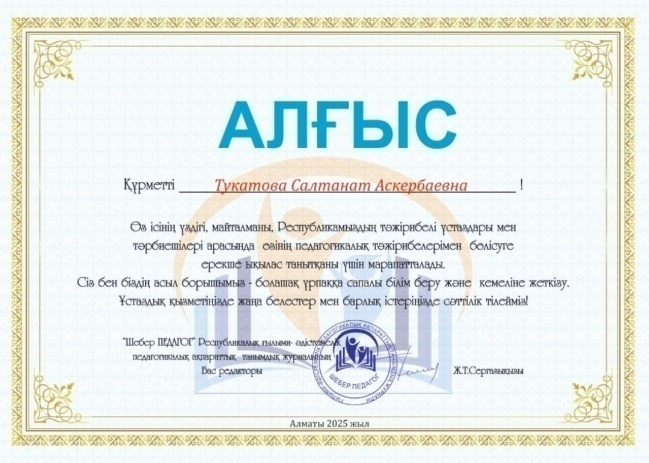 АЛҒЫС
Құрметті Тукатова Салтанат Аскербаевна !
Өз ісінің үздігі, майталманы, Республикамыздың тәжірибелі ұстаздары мен
тәрбиешілері арасында өзінің педагогикалық тәжірибелерімен бөлісуге
ерекше ықылас танытқаны үшін марапатталады.
Сіз бен біздің асыл борышымыз - болашақ ұрпаққа сапалы білім беру және кемеліне жеткізу.
Ұстаздық қызметіңізде жаңа белестер мен барлық істеріңізде сәттілік тілейміз!
"Шебер ПЕДАГОГ" Республикалық ғылыми- әдістемелік
педагогикалық ақпараттық танымдық журналының
Бас редакторы
Ж.Т.Сертаңқызы
ШЕБЕР ПЕДАГОГ
Алматы 2025 жыл